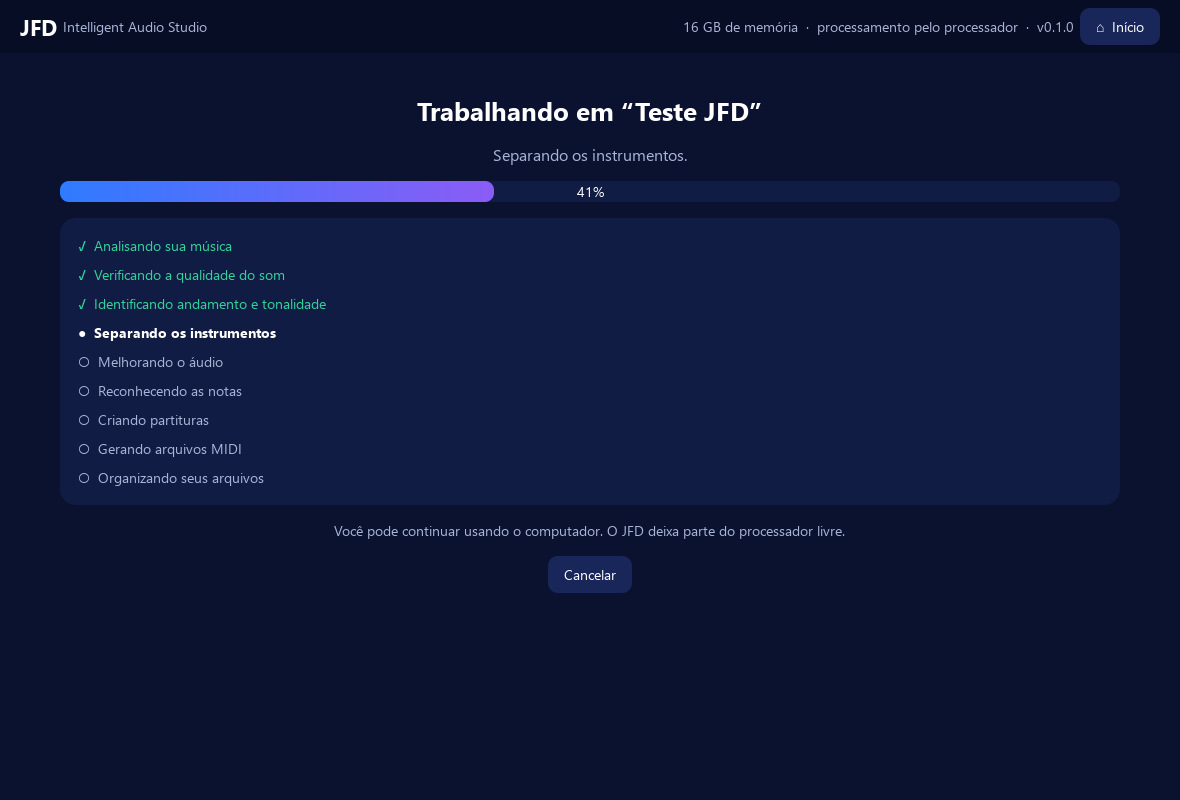 JFD Intelligent Audio Studio
16 GB de memória · processamento pelo processador · v0.1.0
⌂ Início
Trabalhando em “Teste JFD”
Separando os instrumentos.
41%
✓ Analisando sua música
✓ Verificando a qualidade do som
✓ Identificando andamento e tonalidade
● Separando os instrumentos
○ Melhorando o áudio
○ Reconhecendo as notas
○ Criando partituras
○ Gerando arquivos MIDI
○ Organizando seus arquivos
Você pode continuar usando o computador. O JFD deixa parte do processador livre.
Cancelar